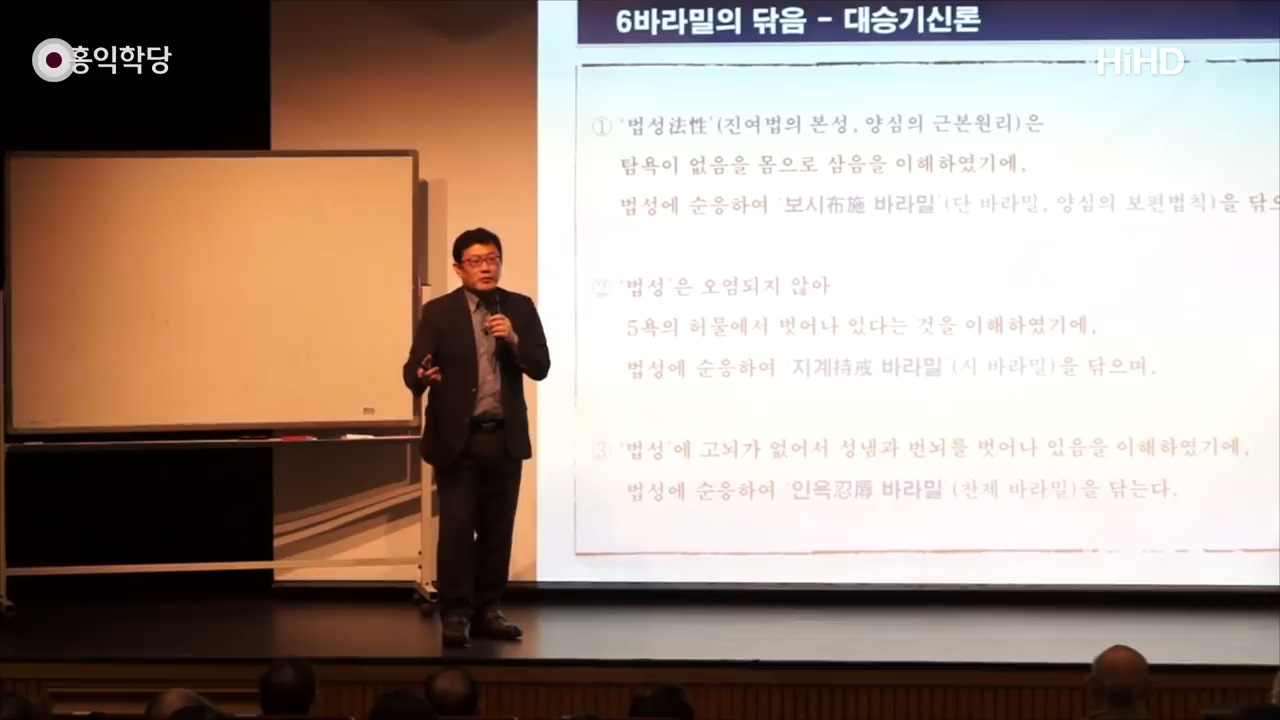 홍익학당
HiHD
6바라밀의 닦음 - 대승기신론
① '법성法性'(진여법의 본성, 양심의 근본원리)은
탐욕이 없음을 몸으로 삼음을 이해하였기에,
법성에 순응하여 '보시布施 바라밀'(단 바라밀, 양심의 보편법칙)을 닦으
② '법성'은 오염되지 않아
5욕의 허물에서 벗어나 있다는 것을 이해하였기에,
법성에 순응하여 '지계持戒 바라밀'(시 바라밀)을 닦으며,
③ '법성'에 고뇌가 없어서 성냄과 번뇌를 벗어나 있음을 이해하였기에,
법성에 순응하여 '인욕忍辱 바라밀'(찬제 바라밀)을 닦는다.